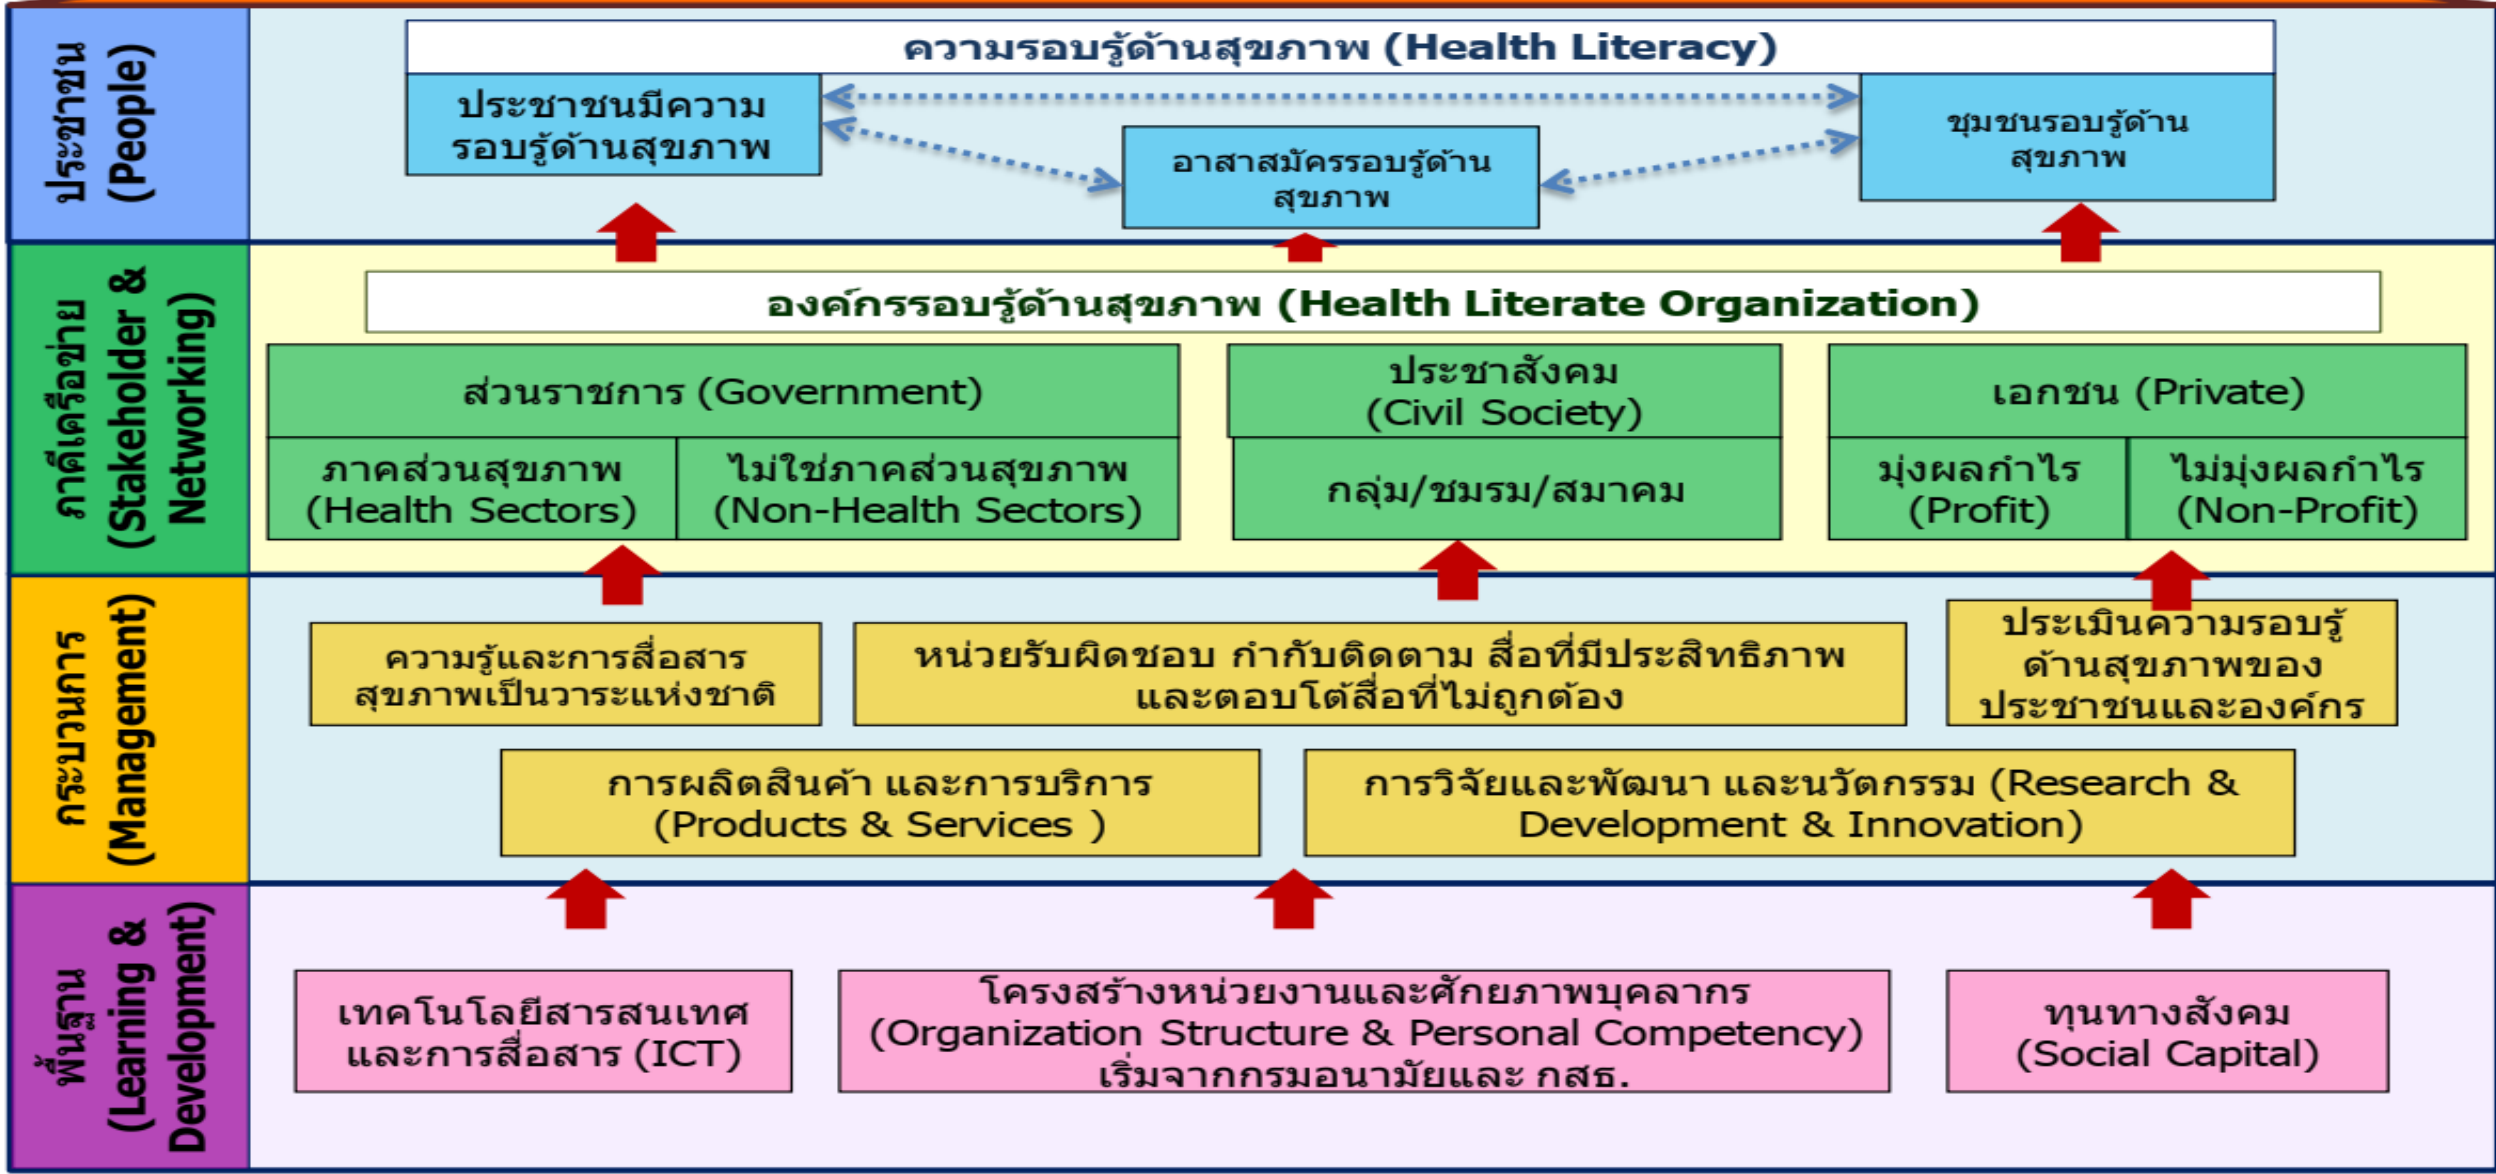 ประชาชน
(People)
ความรอบรู้ด้านสุขภาพ (Health Literacy)
ประชาชนมีความ
รอบรู้ด้านสุขภาพ
อาสาสมัครรอบรู้ด้าน
สุขภาพ
ชุมชนรอบรู้ด้าน
สุขภาพ
ภาคีเครือข่าย
(Stakeholder &
Networking)
องค์กรรอบรู้ด้านสุขภาพ (Health Literate Organization)
ส่วนราชการ (Government)
ภาคส่วนสุขภาพ
(Health Sectors)
ไม่ใช่ภาคส่วนสุขภาพ
(Non-Health Sectors)
ประชาสังคม
(Civil Society)
กลุ่ม/ชมรม/สมาคม
เอกชน (Private)
มุ่งผลกำไร
(Profit)
ไม่มุ่งผลกำไร
(Non-Profit)
กระบวนการ
(Management)
ความรู้และการสื่อสาร
สุขภาพเป็นวาระแห่งชาติ
หน่วยรับผิดชอบ กำกับติดตาม สื่อที่มีประสิทธิภาพ
และตอบโต้สื่อที่ไม่ถูกต้อง
ประเมินความรอบรู้
ด้านสุขภาพของ
ประชาชนและองค์กร
การผลิตสินค้า และการบริการ
(Products & Services )
การวิจัยและพัฒนา และนวัตกรรม (Research &
Development & Innovation)
พื้นฐาน
(Learning &
Development)
เทคโนโลยีสารสนเทศ
และการสื่อสาร (ICT)
โครงสร้างหน่วยงานและศักยภาพบุคลากร
(Organization Structure & Personal Competency)
เริ่มจากกรมอนามัยและ กสธ.
ทุนทางสังคม
(Social Capital)